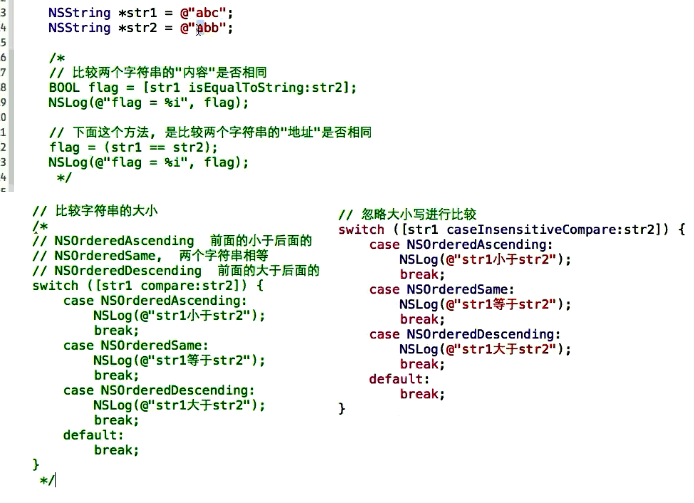 3 NSString *str1 = @"abc";
4 NSString *str2 = @"abb";
5
6 /*
7 // 比较两个字符串的"内容"是否相同
8 BOOL flag = [str1 isEqualToString:str2];
9 NSLog(@"flag = %i", flag);
0
1 // 下面这个方法, 是比较两个字符串的"地址"是否相同
2 flag = (str1 == str2);
3 NSLog(@"flag = %i", flag);
4 */
// 比较字符串的大小
/*
// NSOrderedAscending 前面的小于后面的
// NSOrderedSame, 两个字符串相等
// NSOrderedDescending 前面的大于后面的
switch ([str1 compare:str2]) {
case NSOrderedAscending:
NSLog(@"str1小于str2");
break;
case NSOrderedSame:
NSLog(@"str1等于str2");
break;
case NSOrderedDescending:
NSLog(@"str1大于str2");
break;
default:
break;
}
*/
// 忽略大小写进行比较
switch ([str1 caseInsensitiveCompare:str2]) {
case NSOrderedAscending:
NSLog(@"str1小于str2");
break;
case NSOrderedSame:
NSLog(@"str1等于str2");
break;
case NSOrderedDescending:
NSLog(@"str1大于str2");
break;
default:
break;
}